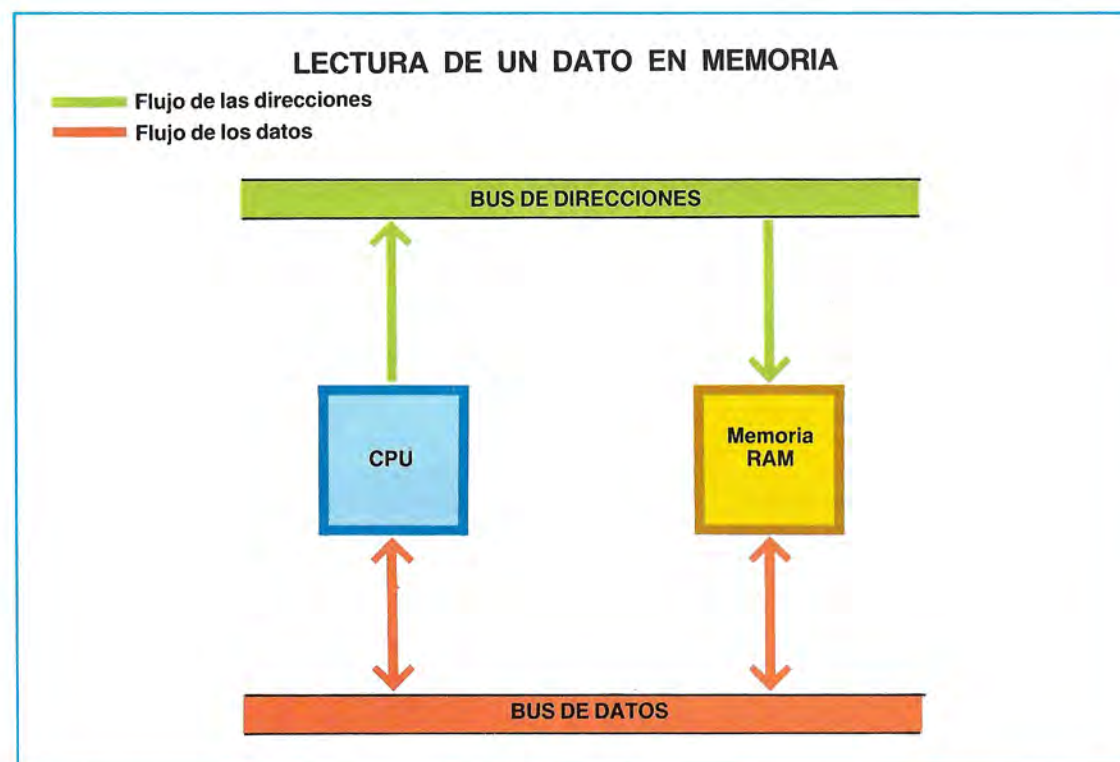 LECTURA DE UN DATO EN MEMORIA
Flujo de las direcciones
Flujo de los datos
BUS DE DIRECCIONES
CPU
Memoria
RAM
BUS DE DATOS